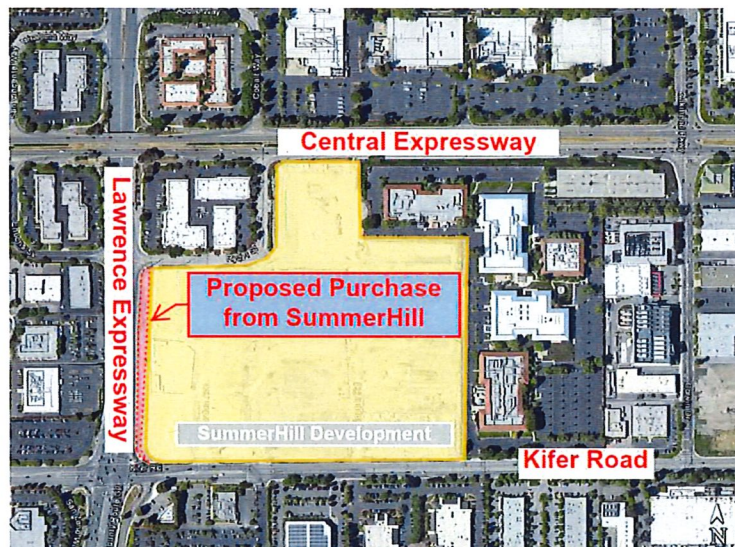 Central Expressway
Lawrence Expressway
Proposed Purchase
from SummerHill
SummerHill Development
Kifer Road
N